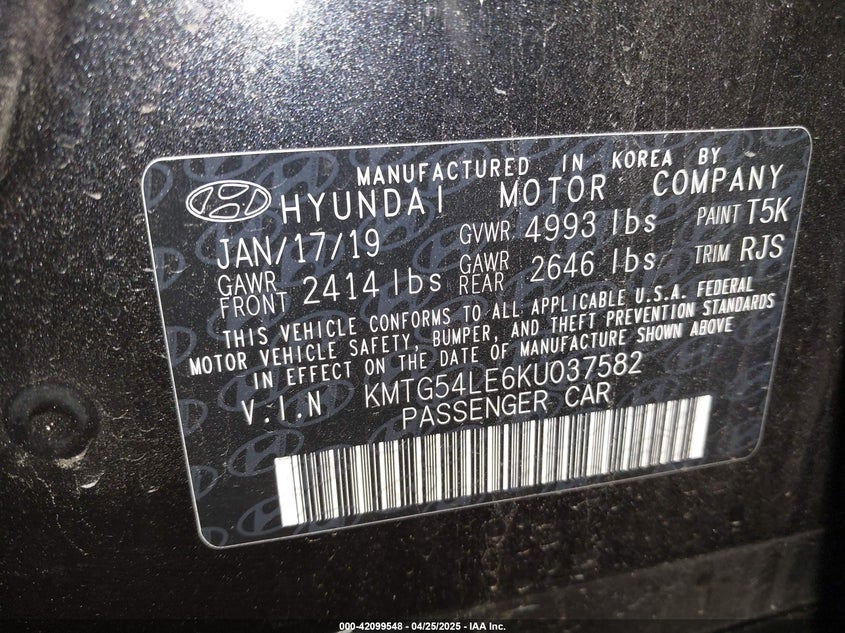 MANUFACTURED IN KOREA BY
HYUNDAI MOTOR COMPANY
JAN/17/19 GVWR 4993 lbs PAINT T5K
GAWR FRONT 2414 lbs GAWR REAR 2646 lbs TRIM RJS
THIS VEHICLE CONFORMS TO ALL APPLICABLE U.S.A. FEDERAL
MOTOR VEHICLE SAFETY, BUMPER, AND THEFT PREVENTION STANDARDS
IN EFFECT ON THE DATE OF MANUFACTURE SHOWN ABOVE
V.I.N KMTG54LE6KU037582
PASSENGER CAR
000-42099548 - 04/25/2025 - IAA Inc.